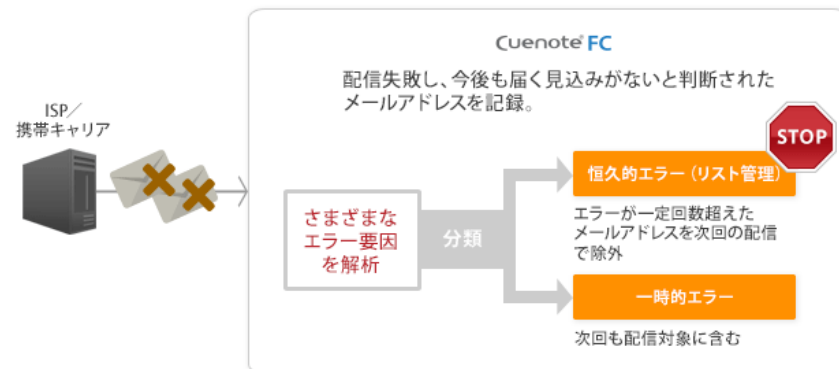 Cuenote FC
配信失敗し、今後も届く見込みがないと判断された
メールアドレスを記録。
ISP／
携帯キャリア
STOP
恒久的エラー（リスト管理）
さまざまな
エラー要因
を解析
分類
エラーが一定回数超えた
メールアドレスを次回の配信
で除外
一時的エラー
次回も配信対象に含む